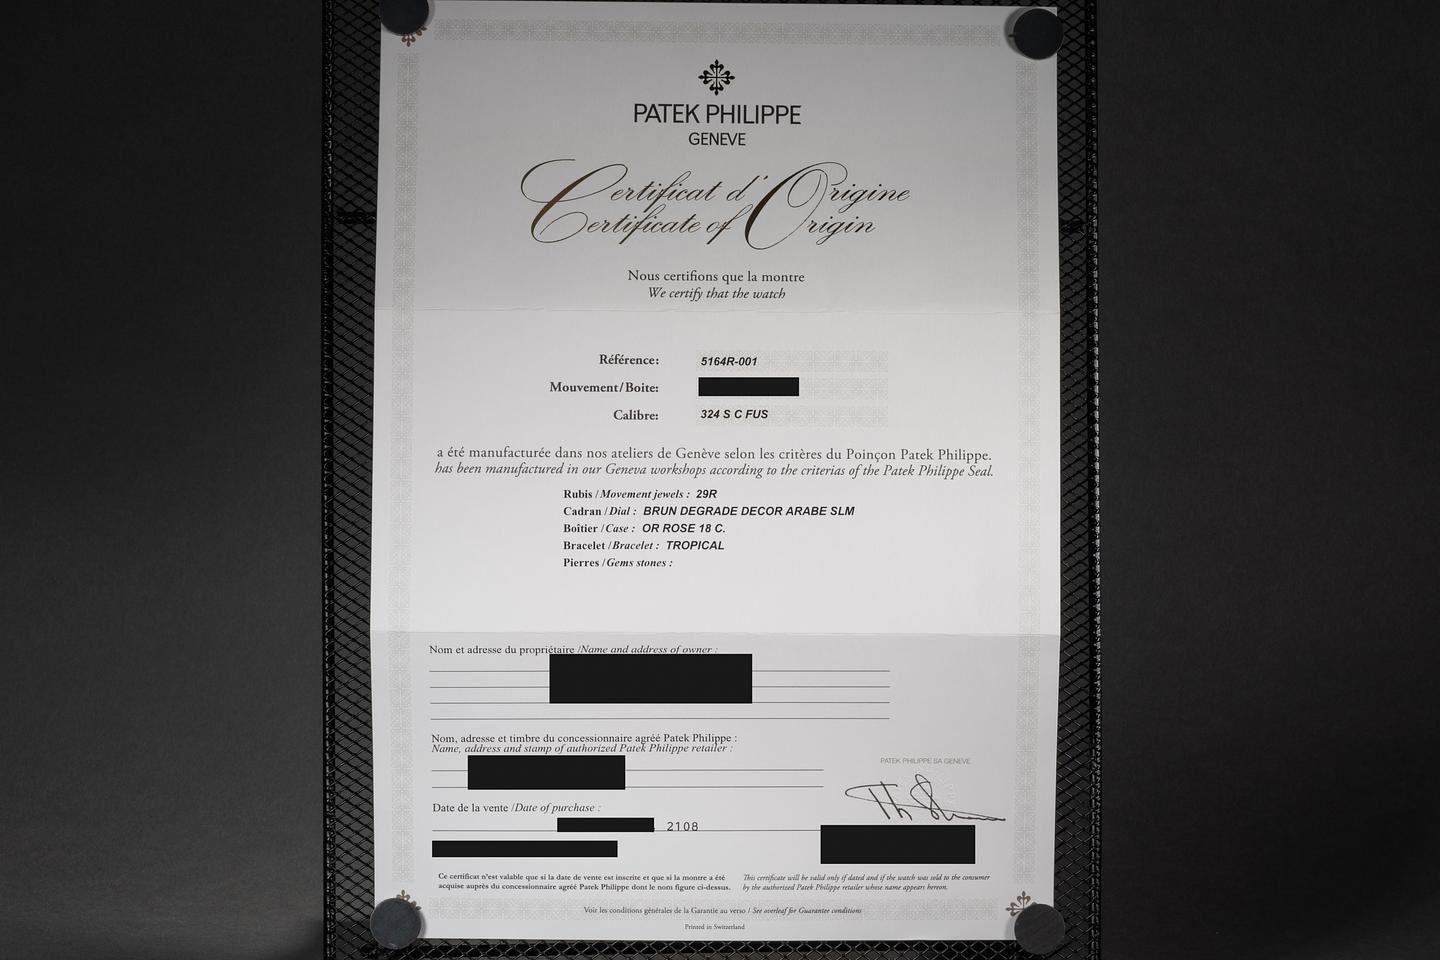 PATEK PHILIPPE
GENEVE
Certificat d'Origine
Certificate of Origin
Nous certifions que la montre
We certify that the watch
Référence: 5164R-001
Mouvement/Boite:
Calibre: 324 S C FUS
a été manufacturée dans nos ateliers de Genève selon les critères du Poinçon Patek Philippe.
has been manufactured in our Geneva workshops according to the criterias of the Patek Philippe Seal.
Rubis /Movement jewels : 29R
Cadran /Dial : BRUN DEGRADE DECOR ARABE SLM
Boîtier /Case : OR ROSE 18 C.
Bracelet /Bracelet : TROPICAL
Pierres /Gems stones :
Nom et adresse du propriétaire /Name and address of owner :
Nom, adresse et timbre du concessionnaire agréé Patek Philippe :
Name, address and stamp of authorized Patek Philippe retailer :
PATEK PHILIPPE SA GENEVE
Date de la vente /Date of purchase :
2108
Ce certificat n'est valable que si la date de vente est inscrite et que si la montre a été
acquise auprès du concessionnaire agréé Patek Philippe dont le nom figure ci-dessus.
This certificate will be valid only if dated and if the watch was sold to the consumer
by the authorized Patek Philippe retailer whose name appears hereon.
Voir les conditions générales de la Garantie au verso / See overleaf for Guarantee conditions
Printed in Switzerland